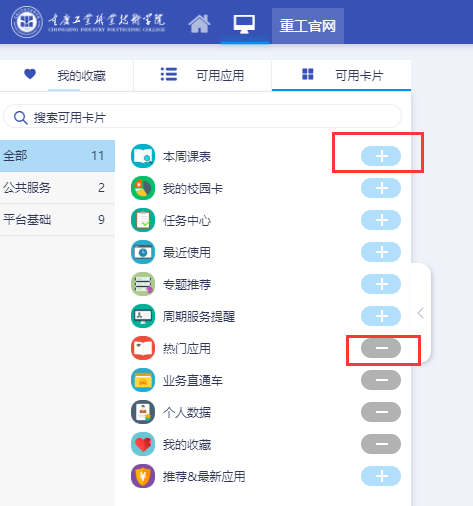 重庆工业职业技术学院
CHONGQING INDUSTRY POLYTECHNIC COLLEGE
重工官网
我的收藏 可用应用 可用卡片
搜索可用卡片
全部 11
公共服务 2
平台基础 9
本周课表
我的校园卡
任务中心
最近使用
专题推荐
周期服务提醒
热门应用
业务直通车
个人数据
我的收藏
推荐&最新应用